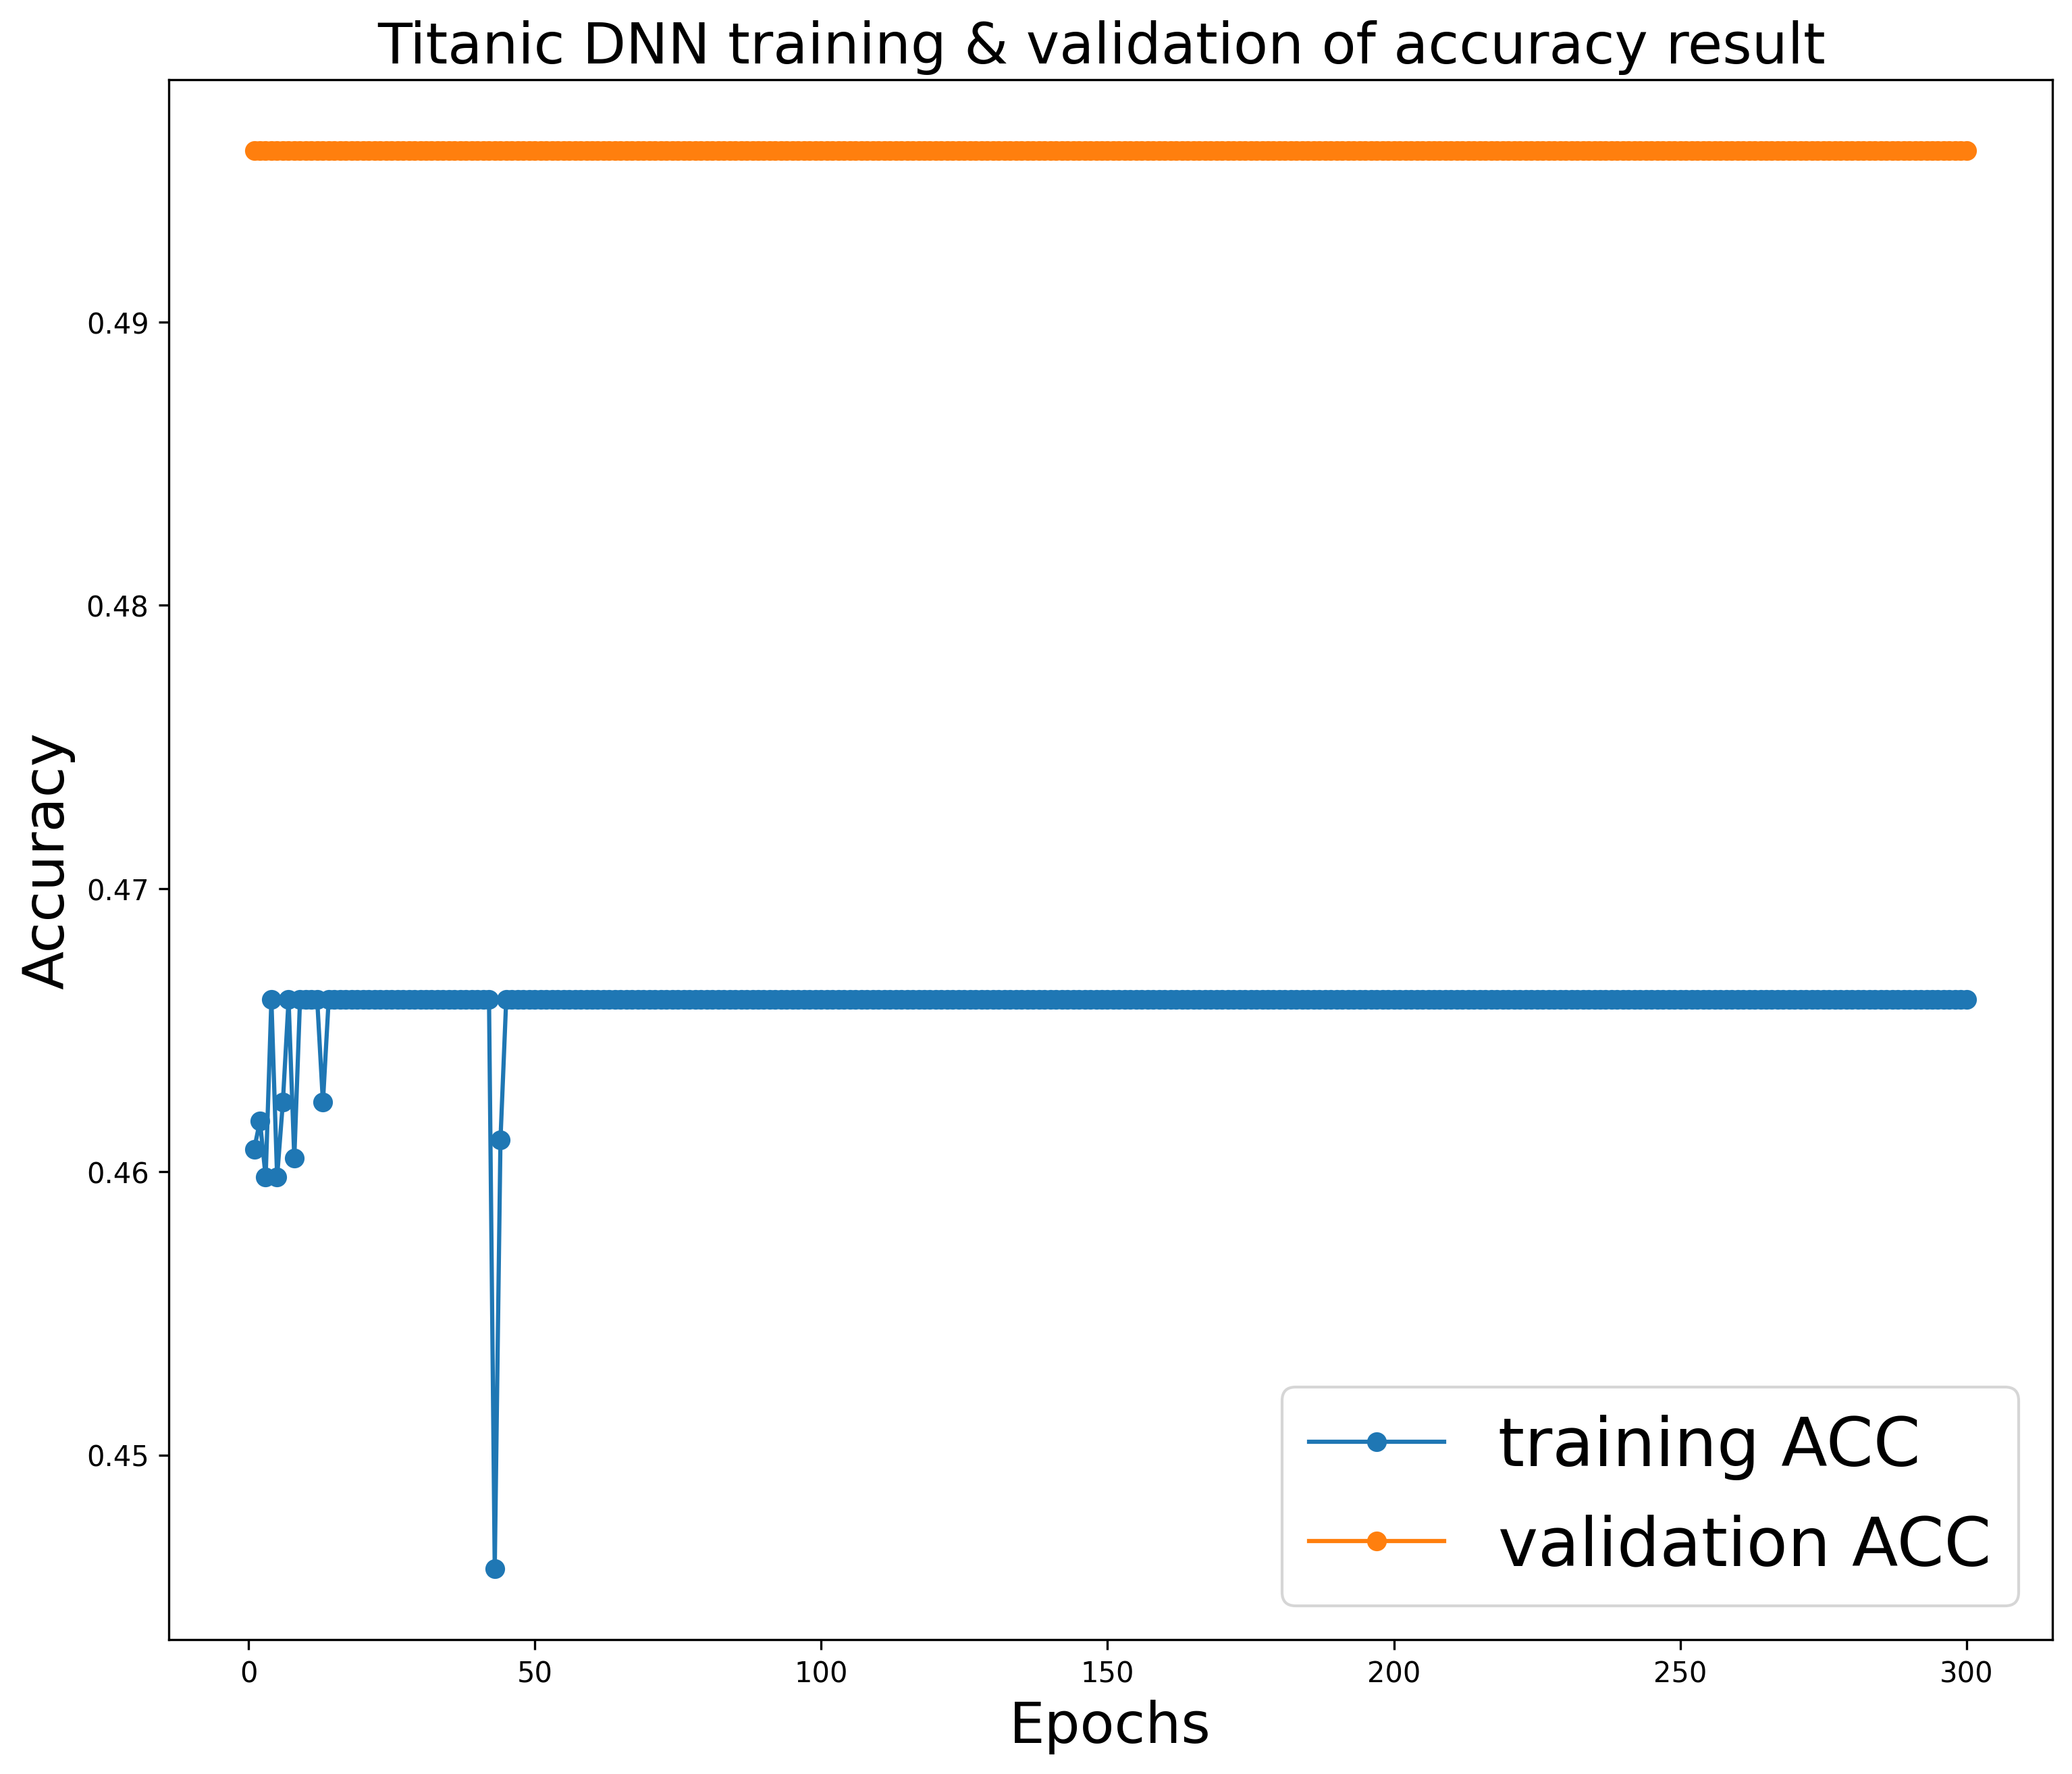 Titanic DNN training & validation of accuracy result
Accuracy
0.49
0.48
0.47
0.46
0.45
training ACC
validation ACC
0 50 100 150 200 250 300
Epochs